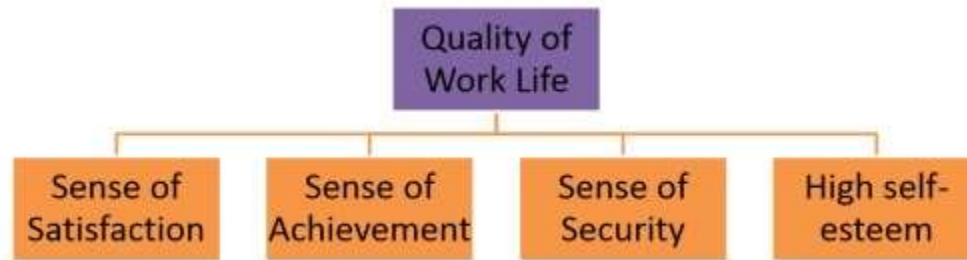 Quality of
Work Life
Sense of
Satisfaction
Sense of
Achievement
Sense of
Security
High self-
esteem